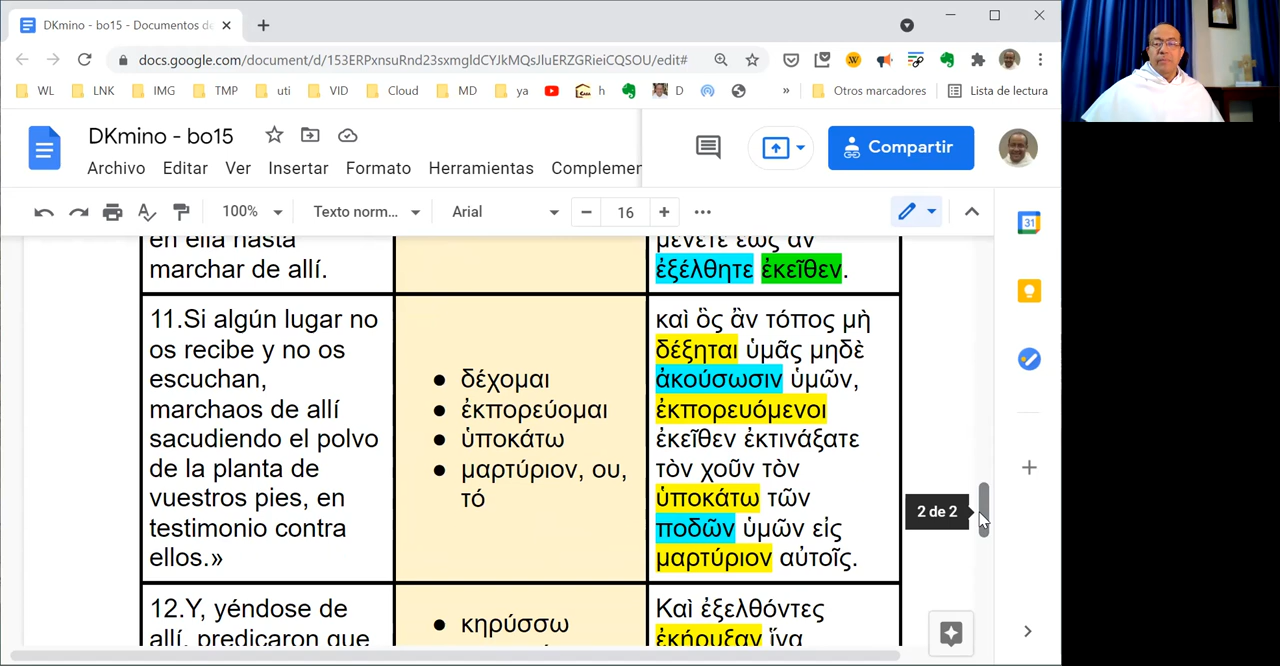 DKmino - bo15 - Documentos de
docs.google.com/document/d/153ERPxnsuRnd23sxmgJdCYJkMQsJluERZGRieiCQSOU/edit#
WL LNK IMG TMP uti VID Cloud MD ya h D » Otros marcadores Lista de lectura
DKmino - bo15
Compartir
Archivo Editar Ver Insertar Formato Herramientas Complemen
100% Texto norm... Arial 16
31
en ella hasta
marchar de allí.
μένετε ἕως ἂν
ἐξέλθητε ἐκεῖθεν.
11.Si algún lugar no
os recibe y no os
escuchan,
marchaos de allí
sacudiendo el polvo
de la planta de
vuestros pies, en
testimonio contra
ellos.»
● δέχομαι
● ἐκπορεύομαι
● ὑποκάτω
● μαρτύριον, ου,
τό
καὶ ὃς ἂν τόπος μὴ
δέξηται ὑμᾶς μηδὲ
ἀκούσωσιν ὑμῶν,
ἐκπορευόμενοι
ἐκεῖθεν ἐκτινάξατε
τὸν χοῦν τὸν
ὑποκάτω τῶν
ποδῶν ὑμῶν εἰς
μαρτύριον αὐτοῖς.
2 de 2
12.Y, yéndose de
allí, predicaron que
● κηρύσσω
Καὶ ἐξελθόντες
ἐκήρυξαν ἵνα